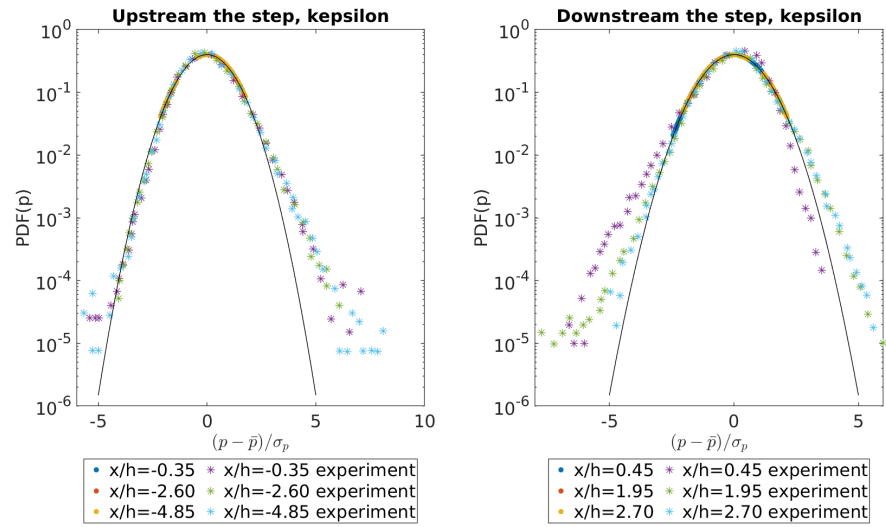 Upstream the step, kepsilon
10^0
10^-1
10^-2
10^-3
10^-4
10^-5
10^-6
PDF(p)
-5 0 5 10
(p − p̄)/σ_p
x/h=-0.35 x/h=-0.35 experiment
x/h=-2.60 x/h=-2.60 experiment
x/h=-4.85 x/h=-4.85 experiment
Downstream the step, kepsilon
10^0
10^-1
10^-2
10^-3
10^-4
10^-5
10^-6
PDF(p)
-5 0 5
(p − p̄)/σ_p
x/h=0.45 x/h=0.45 experiment
x/h=1.95 x/h=1.95 experiment
x/h=2.70 x/h=2.70 experiment